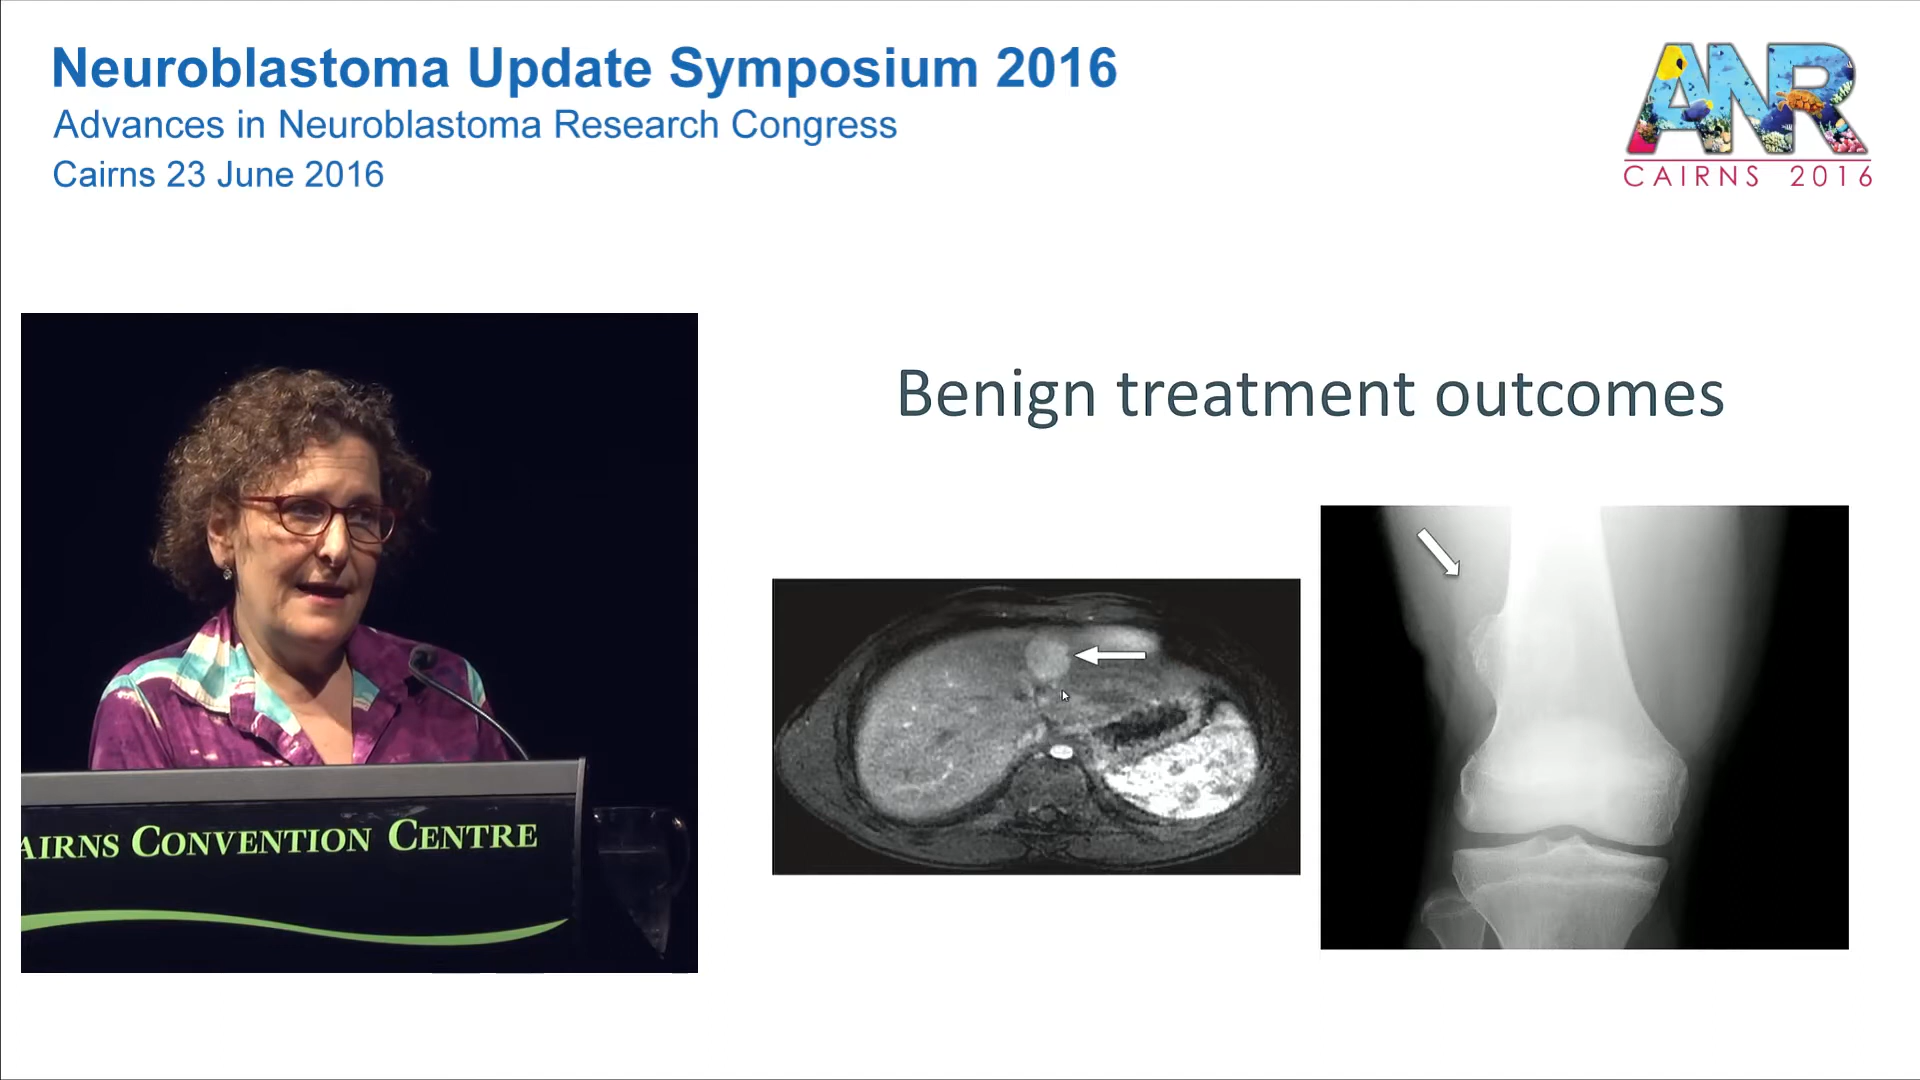 Neuroblastoma Update Symposium 2016
Advances in Neuroblastoma Research Congress
Cairns 23 June 2016
ANR
CAIRNS 2016
Benign treatment outcomes
AIRNS CONVENTION CENTRE